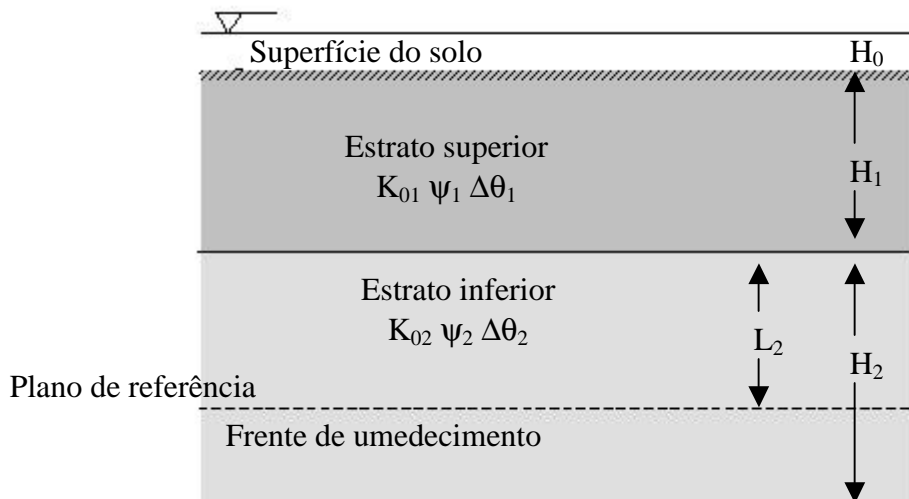 Superfície do solo H₀
Estrato superior
K₀₁ ψ₁ Δθ₁
H₁
Estrato inferior
K₀₂ ψ₂ Δθ₂
L₂
H₂
Plano de referência
Frente de umedecimento